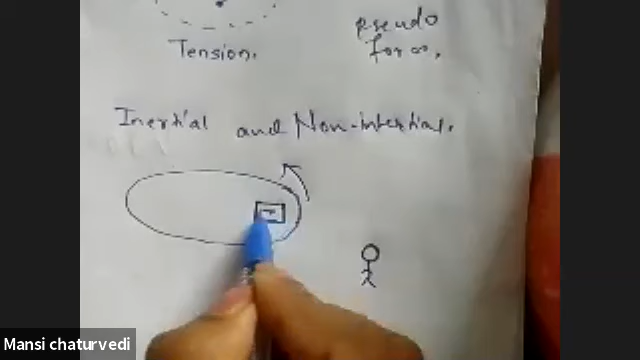 pseudo
Tension. force.
Inertial and Non-inertial.
Mansi chaturvedi